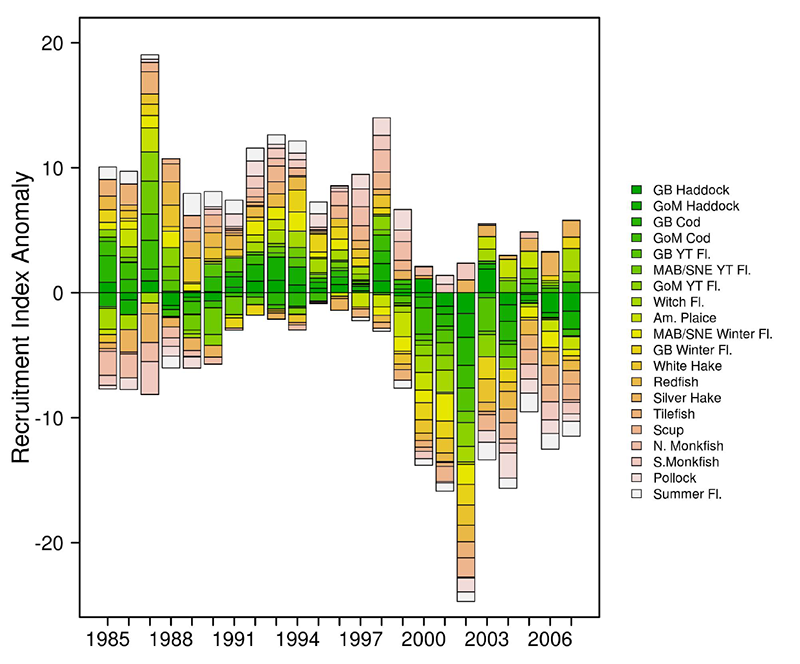 Recruitment Index Anomaly
20
10
0
-10
-20
1985 1988 1991 1994 1997 2000 2003 2006
GB Haddock
GoM Haddock
GB Cod
GoM Cod
GB YT Fl.
MAB/SNE YT Fl.
GoM YT Fl.
Witch Fl.
Am. Plaice
MAB/SNE Winter Fl.
GB Winter Fl.
White Hake
Redfish
Silver Hake
Tilefish
Scup
N. Monkfish
S.Monkfish
Pollock
Summer Fl.